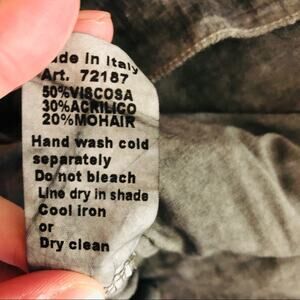 Made in Italy
Art. 72187
50%VISCOSA
30%ACRILICO
20%MOHAIR
Hand wash cold
separately
Do not bleach
Line dry in shade
Cool iron
or
Dry clean